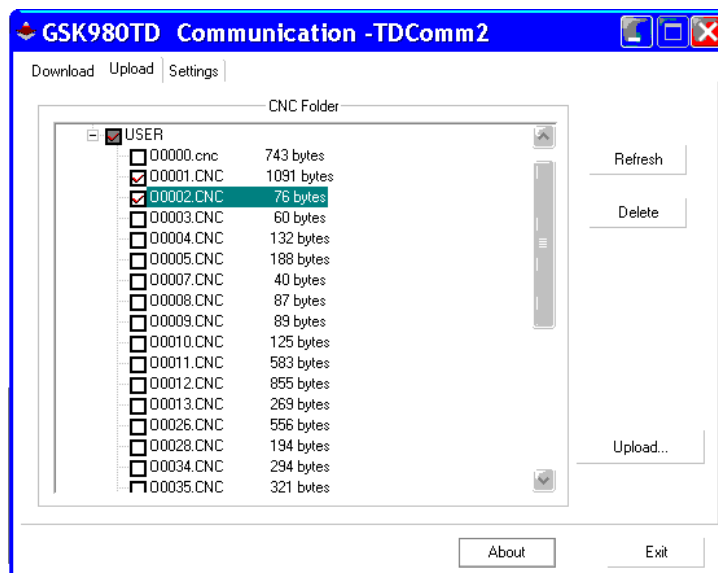 GSK980TD Communication -TDComm2
Download Upload Settings
CNC Folder
USER
O0000.cnc 743 bytes
O0001.CNC 1091 bytes
O0002.CNC 76 bytes
O0003.CNC 60 bytes
O0004.CNC 132 bytes
O0005.CNC 188 bytes
O0007.CNC 40 bytes
O0008.CNC 87 bytes
O0009.CNC 89 bytes
O0010.CNC 125 bytes
O0011.CNC 583 bytes
O0012.CNC 855 bytes
O0013.CNC 269 bytes
O0026.CNC 556 bytes
O0028.CNC 194 bytes
O0034.CNC 294 bytes
O0035.CNC 321 bytes
Refresh
Delete
Upload...
About Exit